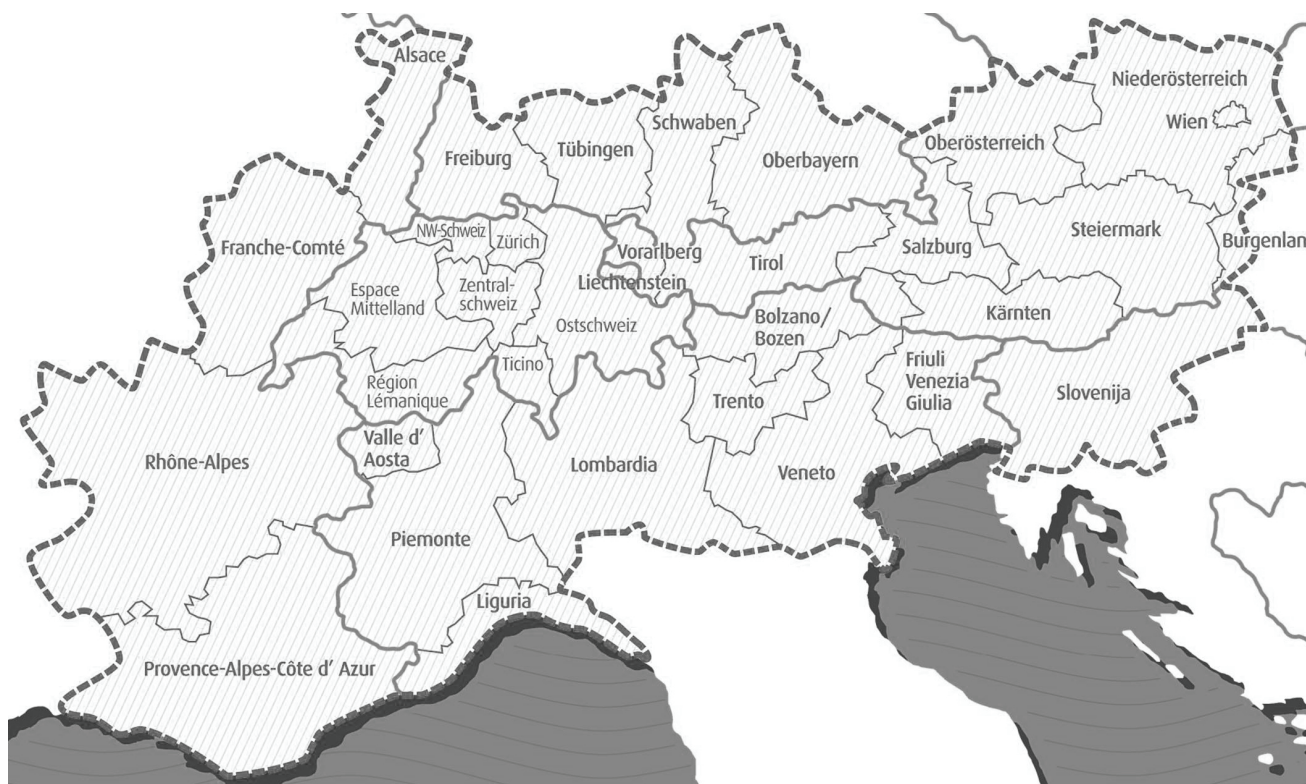 Alsace
Niederösterreich
Wien
Schwaben
Oberösterreich
Tübingen
Freiburg
Oberbayern
NW-Schweiz
Zürich
Franche-Comté
Vorarlberg
Tirol
Salzburg
Steiermark
Burgenlan
Espace
Mittelland
Zentral-
schweiz
Liechtenstein
Ostschweiz
Bolzano/
Bozen
Kärnten
Ticino
Friuli
Venezia
Giulia
Région
Lémanique
Trento
Slovenija
Valle d'
Aosta
Rhône-Alpes
Lombardia
Veneto
Piemonte
Liguria
Provence-Alpes-Côte d' Azur